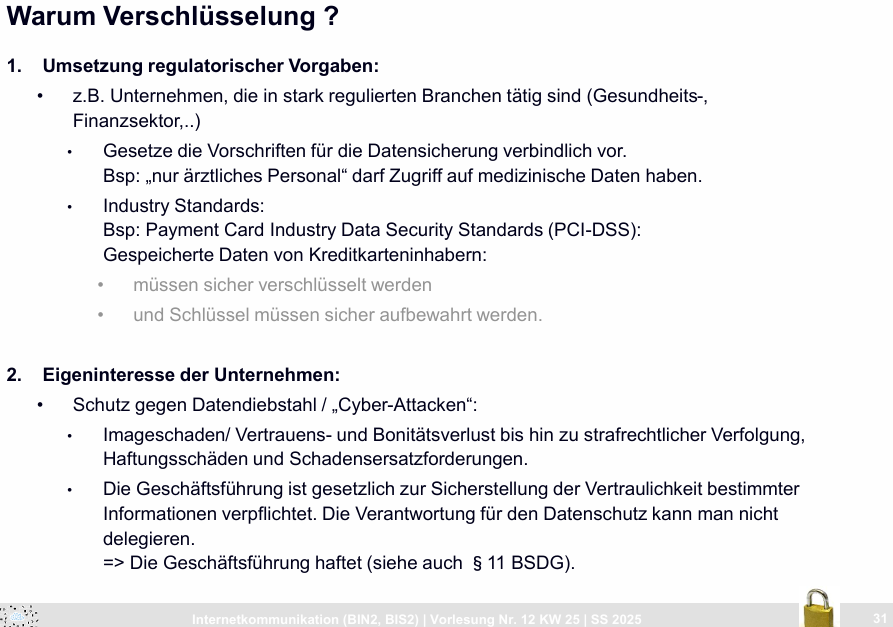 Warum Verschlüsselung ?
1. Umsetzung regulatorischer Vorgaben:
• z.B. Unternehmen, die in stark regulierten Branchen tätig sind (Gesundheits-,
Finanzsektor,..)
• Gesetze die Vorschriften für die Datensicherung verbindlich vor.
Bsp: „nur ärztliches Personal“ darf Zugriff auf medizinische Daten haben.
• Industry Standards:
Bsp: Payment Card Industry Data Security Standards (PCI-DSS):
Gespeicherte Daten von Kreditkarteninhabern:
• müssen sicher verschlüsselt werden
• und Schlüssel müssen sicher aufbewahrt werden.
2. Eigeninteresse der Unternehmen:
• Schutz gegen Datendiebstahl / „Cyber-Attacken“:
• Imageschaden/ Vertrauens- und Bonitätsverlust bis hin zu strafrechtlicher Verfolgung,
Haftungsschäden und Schadensersatzforderungen.
• Die Geschäftsführung ist gesetzlich zur Sicherstellung der Vertraulichkeit bestimmter
Informationen verpflichtet. Die Verantwortung für den Datenschutz kann man nicht
delegieren.
=> Die Geschäftsführung haftet (siehe auch § 11 BSDG).
Internetkommunikation (BIN2, BIS2) | Vorlesung Nr. 12 KW 25 | SS 2025
31